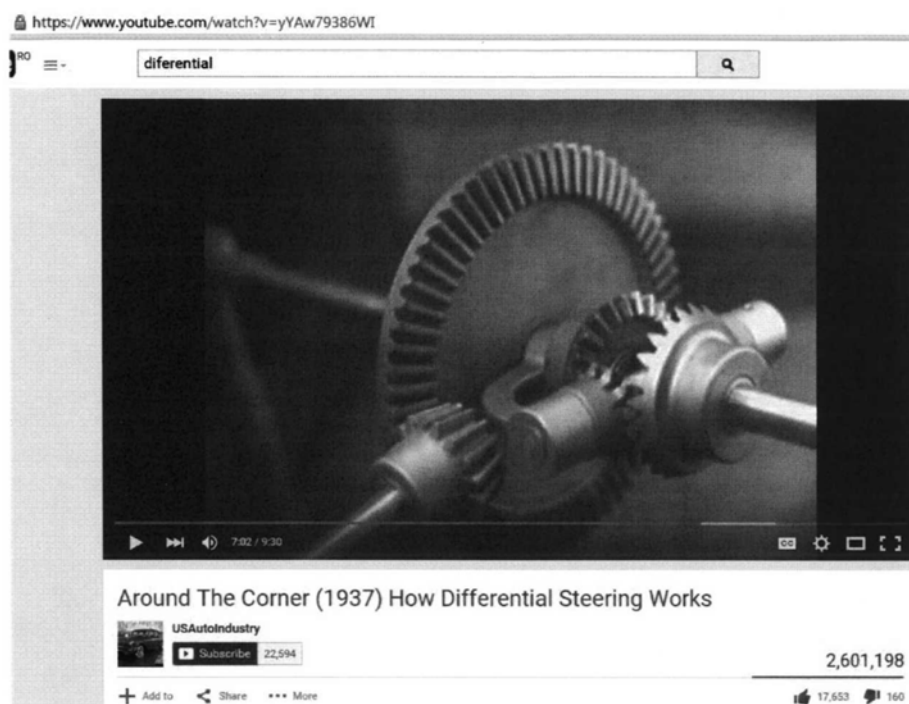 https://www.youtube.com/watch?v=yYAw79386WI
RO
diferential
7:02 / 9:30
CC
Around The Corner (1937) How Differential Steering Works
USAutoIndustry
Subscribe 22,594
2,601,198
Add to Share More
17,653 160